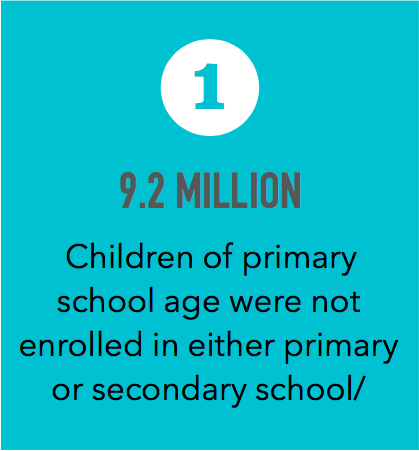 1
9.2 MILLION
Children of primary
school age were not
enrolled in either primary
or secondary school/